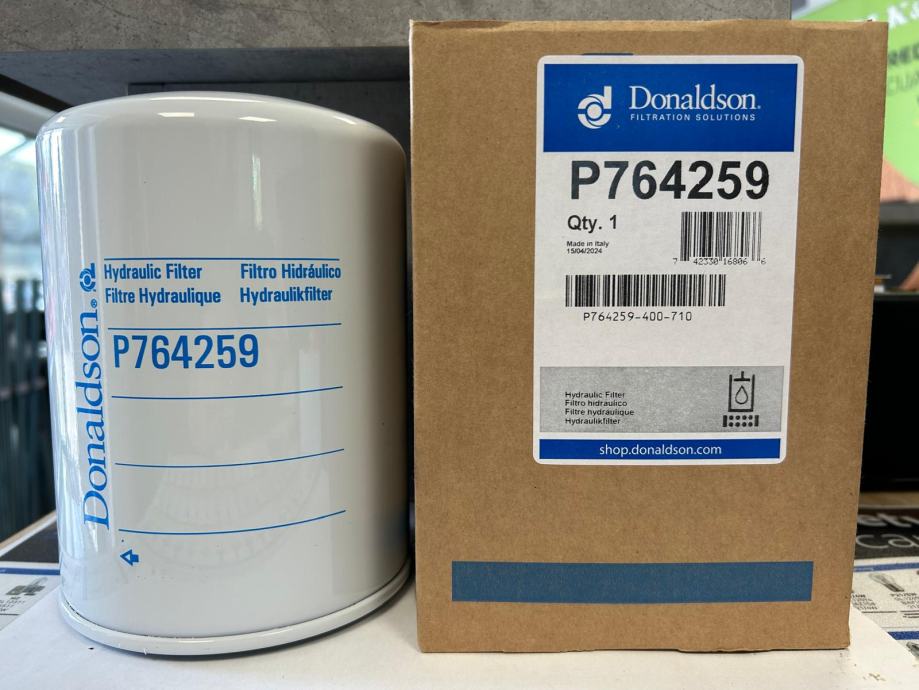 Donaldson®
Hydraulic Filter
Filtro Hidráulico
Filtre Hydraulique
Hydraulikfilter
P764259
Donaldson®
FILTRATION SOLUTIONS
P764259
Qty. 1
Made in Italy
15/04/2024
7 42330 16806 6
P764259-400-710
Hydraulic Filter
Filtro hidráulico
Filtre hydraulique
Hydraulikfilter
shop.donaldson.com